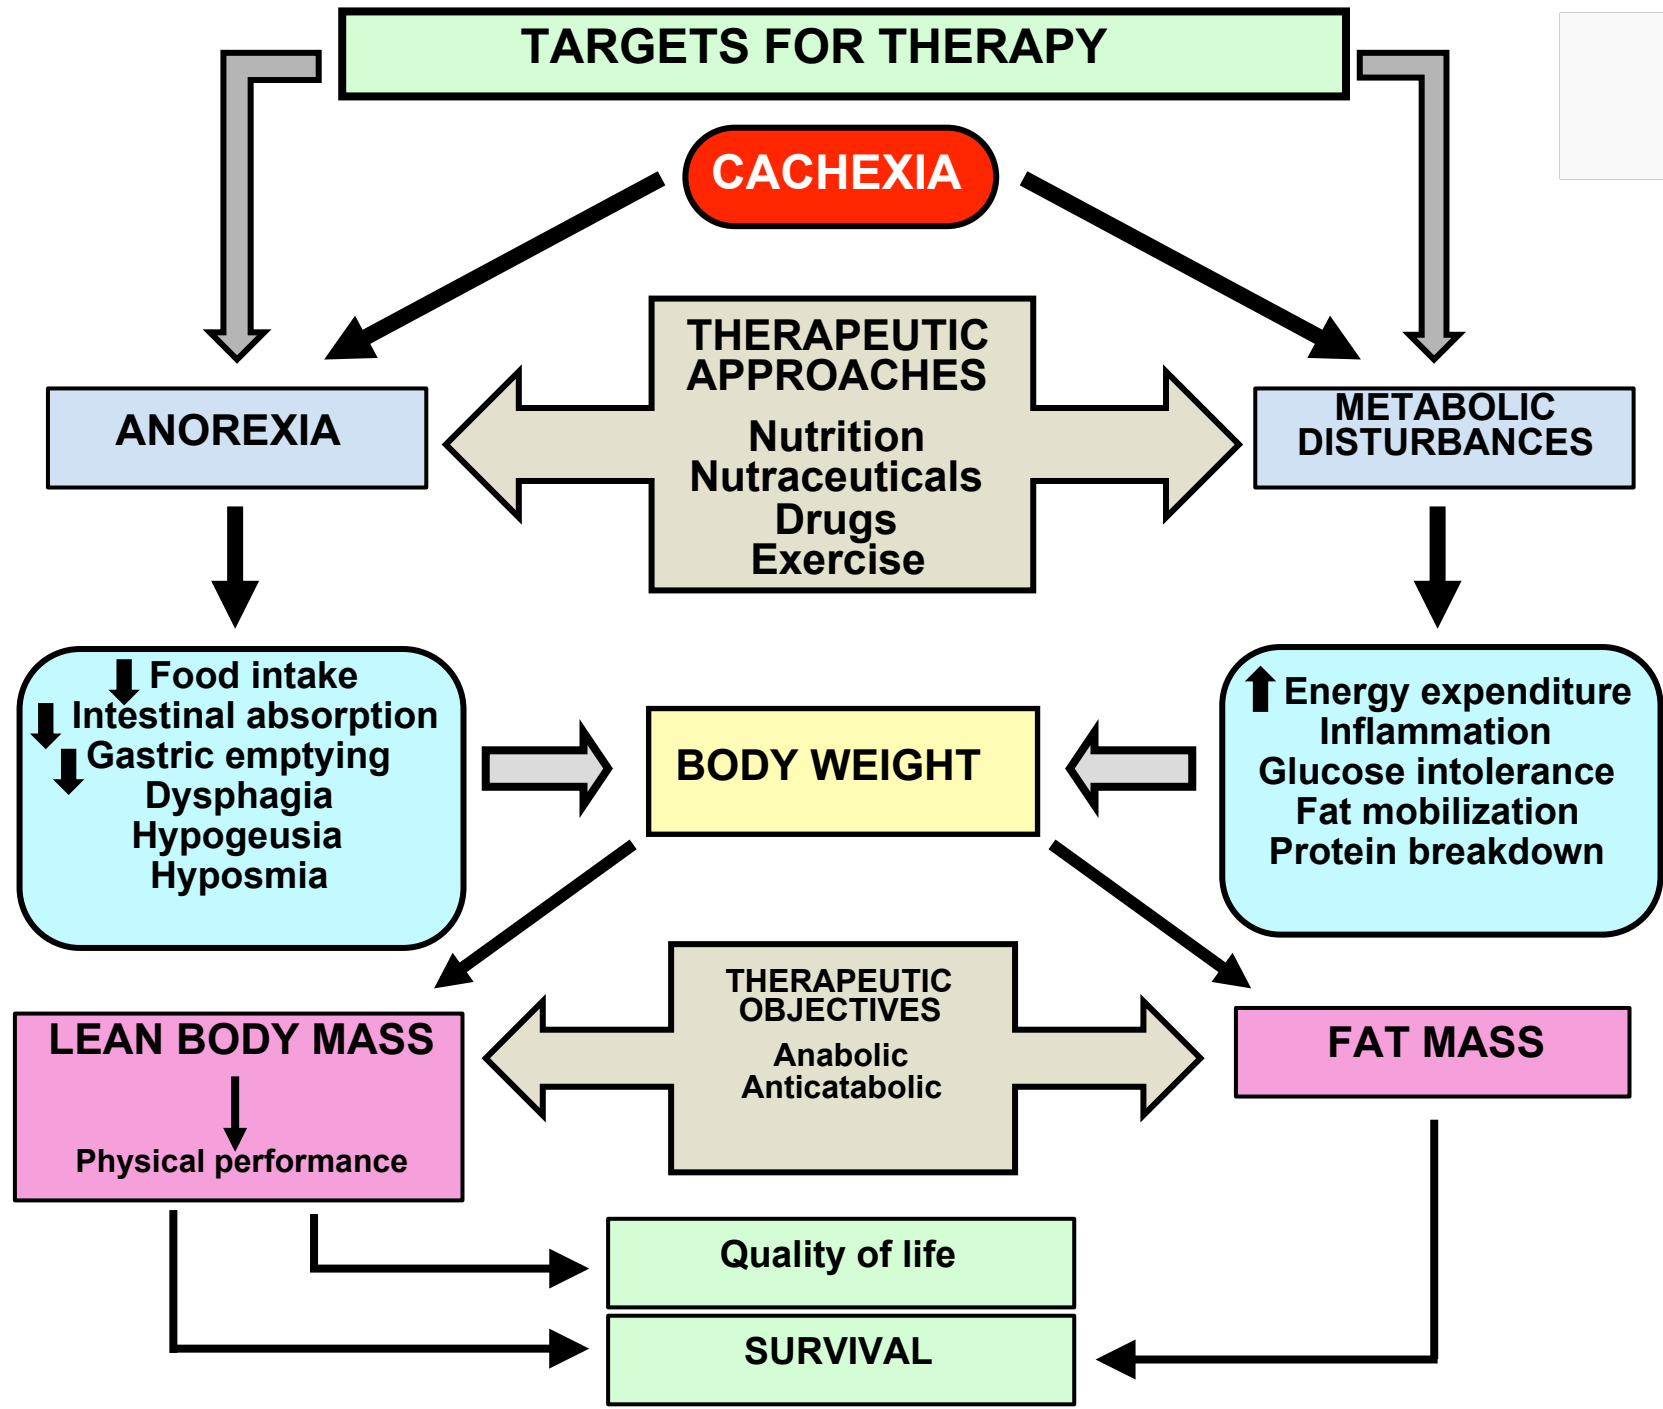 TARGETS FOR THERAPY
CACHEXIA
THERAPEUTIC
APPROACHES
Nutrition
Nutraceuticals
Drugs
Exercise
ANOREXIA
METABOLIC
DISTURBANCES
Food intake
Intestinal absorption
Gastric emptying
Dysphagia
Hypogeusia
Hyposmia
BODY WEIGHT
Energy expenditure
Inflammation
Glucose intolerance
Fat mobilization
Protein breakdown
THERAPEUTIC
OBJECTIVES
Anabolic
Anticatabolic
LEAN BODY MASS
Physical performance
FAT MASS
Quality of life
SURVIVAL